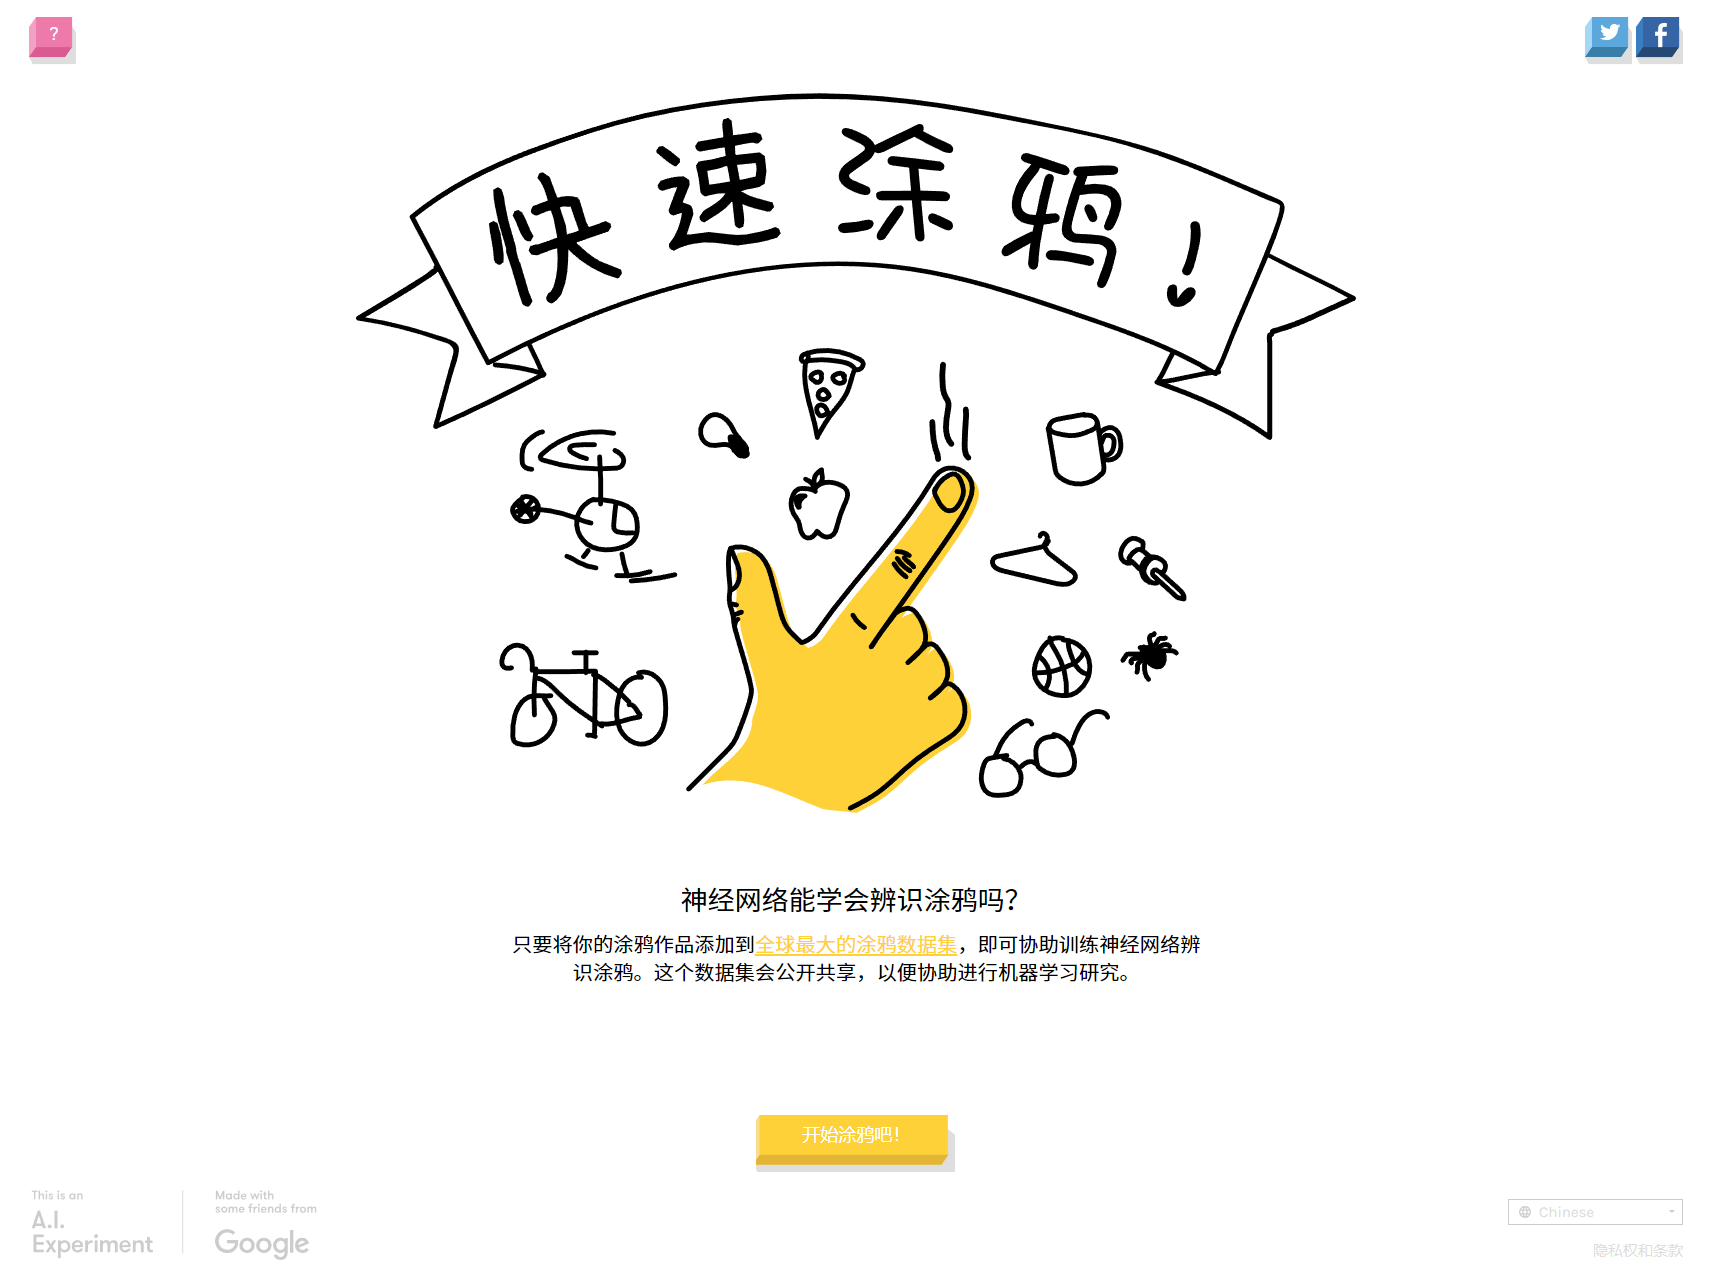 ?
快速涂鸦!
神经网络能学会辨识涂鸦吗?
只要将你的涂鸦作品添加到全球最大的涂鸦数据集，即可协助训练神经网络辨
识涂鸦。这个数据集会公开共享，以便协助进行机器学习研究。
开始涂鸦吧!
This is an
A.I.
Experiment
Made with
some friends from
Google
Chinese
隐私权和条款